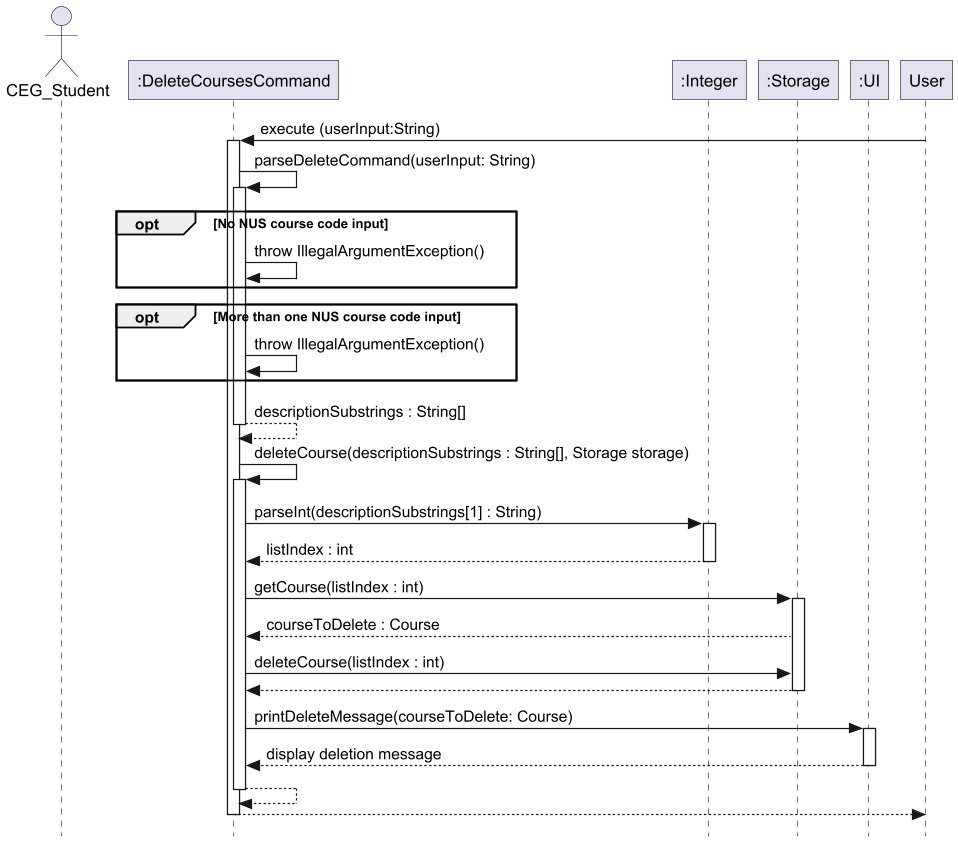 CEG_Student
:DeleteCoursesCommand
:Integer
:Storage
:UI
User
execute (userInput:String)
parseDeleteCommand(userInput: String)
opt
[No NUS course code input]
throw IllegalArgumentException()
opt
[More than one NUS course code input]
throw IllegalArgumentException()
descriptionSubstrings : String[]
deleteCourse(descriptionSubstrings : String[], Storage storage)
parseInt(descriptionSubstrings[1] : String)
listIndex : int
getCourse(listIndex : int)
courseToDelete : Course
deleteCourse(listIndex : int)
printDeleteMessage(courseToDelete: Course)
display deletion message